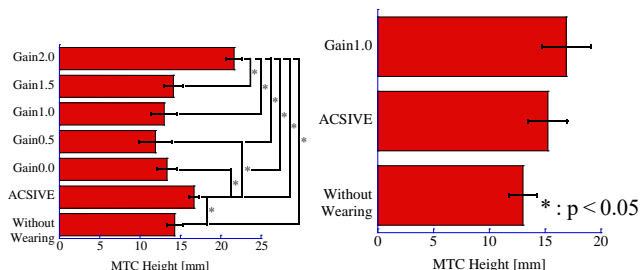 Gain2.0
Gain1.5
Gain1.0
Gain0.5
Gain0.0
ACSIVE
Without
Wearing
*
*
*
*
*
*
*
*
0 5 10 15 20 25
MTC Height [mm]
Gain1.0
ACSIVE
Without
Wearing
* : p < 0.05
0 5 10 15 20
MTC Height [mm]